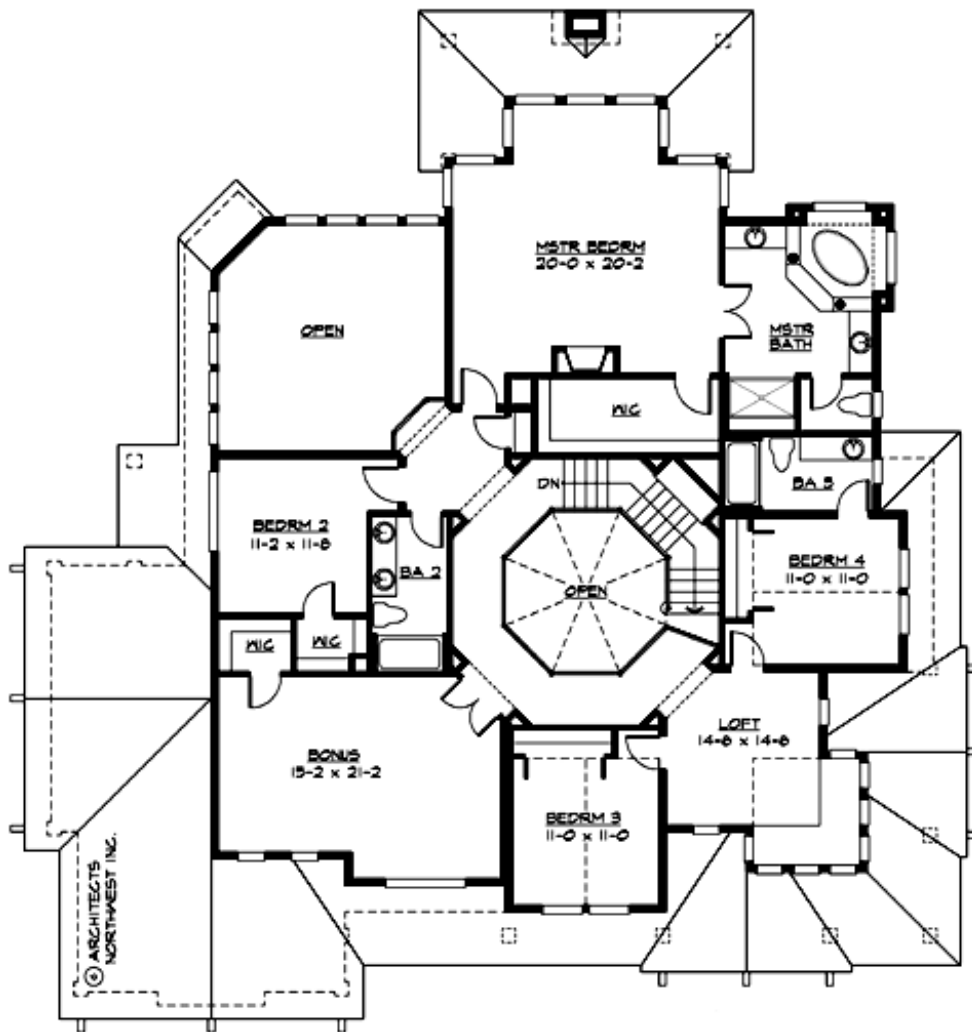 MSTR BEDRM
20-0 x 20-2
OPEN
MSTR
BATH
WIC
DN
BA 3
BEDRM 2
11-2 x 11-8
BA 2
OPEN
BEDRM 4
11-0 x 11-0
WIC
WIC
LOFT
14-8 x 14-8
BONUS
15-2 x 21-2
BEDRM 3
11-0 x 11-0
© ARCHITECTS
NORTHWEST INC.